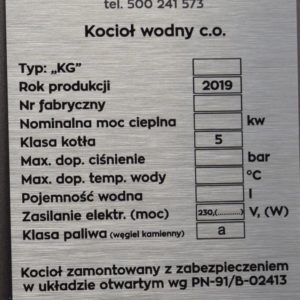 tel. 500 241 573
Kocioł wodny c.o.
Typ: „KG”
Rok produkcji 2019
Nr fabryczny
Nominalna moc cieplna kw
Klasa kotła 5
Max. dop. ciśnienie bar
Max. dop. temp. wody °C
Pojemność wodna l
Zasilanie elektr. (moc) 230,(..........) V, (W)
Klasa paliwa (węgiel kamienny) a
Kocioł zamontowany z zabezpieczeniem
w układzie otwartym wg PN-91/B-02413